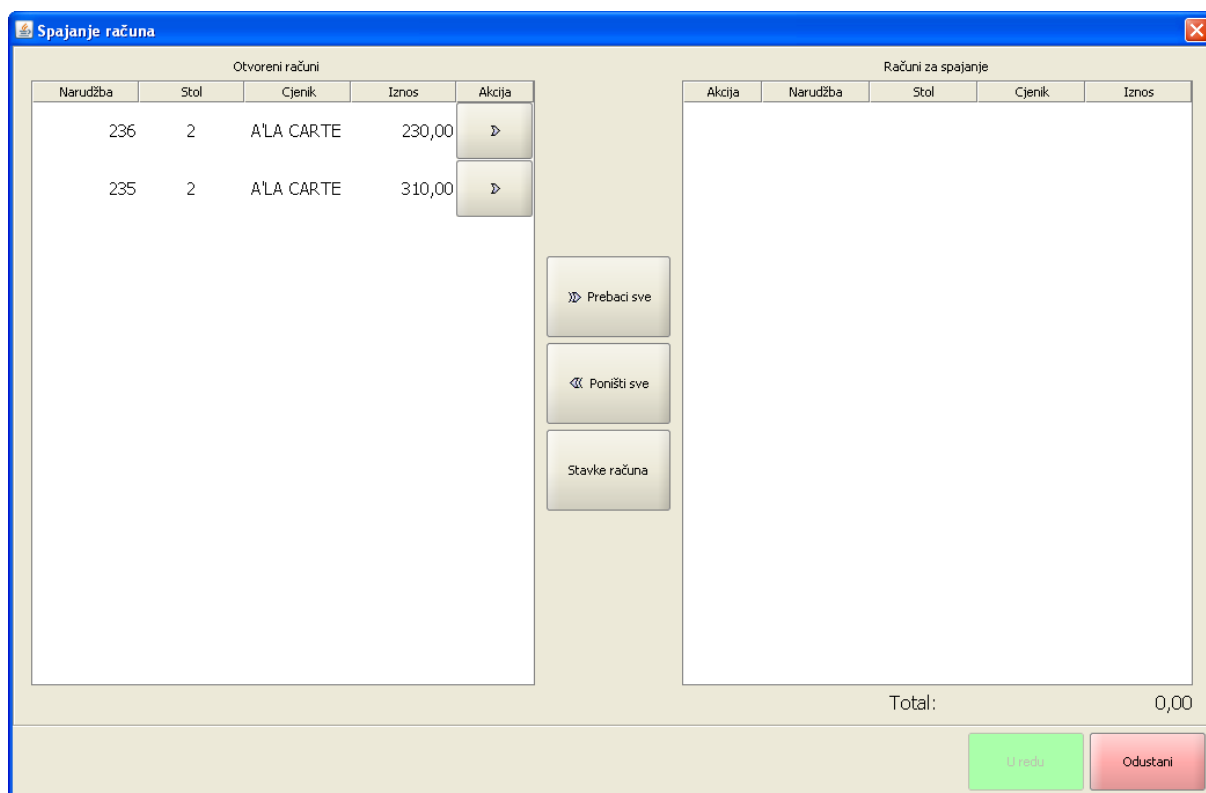 Spajanje računa
Otvoreni računi
Računi za spajanje
Narudžba Stol Cjenik Iznos Akcija
Akcija Narudžba Stol Cjenik Iznos
236 2 A'LA CARTE 230,00
235 2 A'LA CARTE 310,00
Prebaci sve
Poništi sve
Stavke računa
Total: 0,00
U redu
Odustani